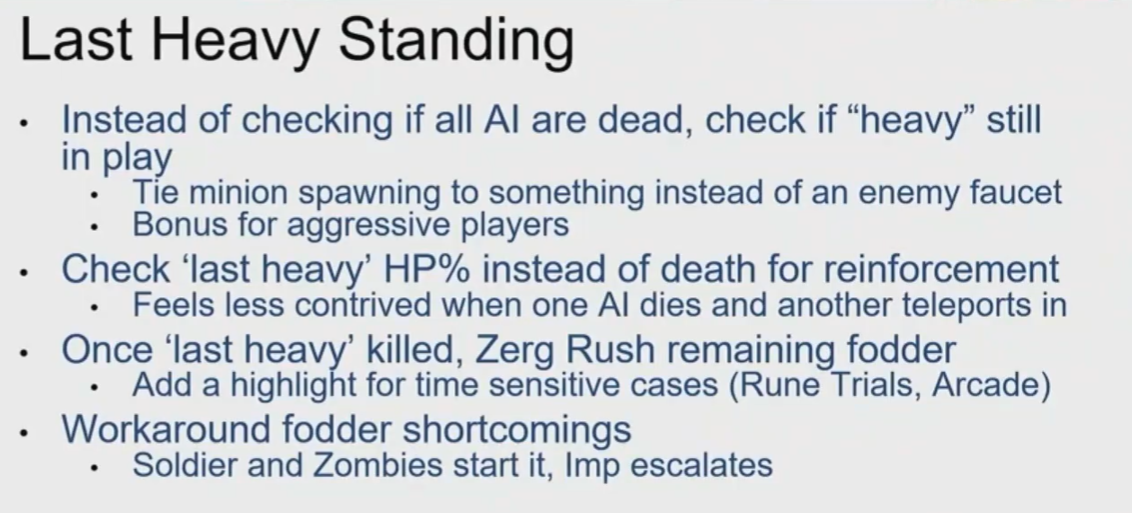 Last Heavy Standing
• Instead of checking if all AI are dead, check if “heavy” still
in play
• Tie minion spawning to something instead of an enemy faucet
• Bonus for aggressive players
• Check ‘last heavy’ HP% instead of death for reinforcement
• Feels less contrived when one AI dies and another teleports in
• Once ‘last heavy’ killed, Zerg Rush remaining fodder
• Add a highlight for time sensitive cases (Rune Trials, Arcade)
• Workaround fodder shortcomings
• Soldier and Zombies start it, Imp escalates